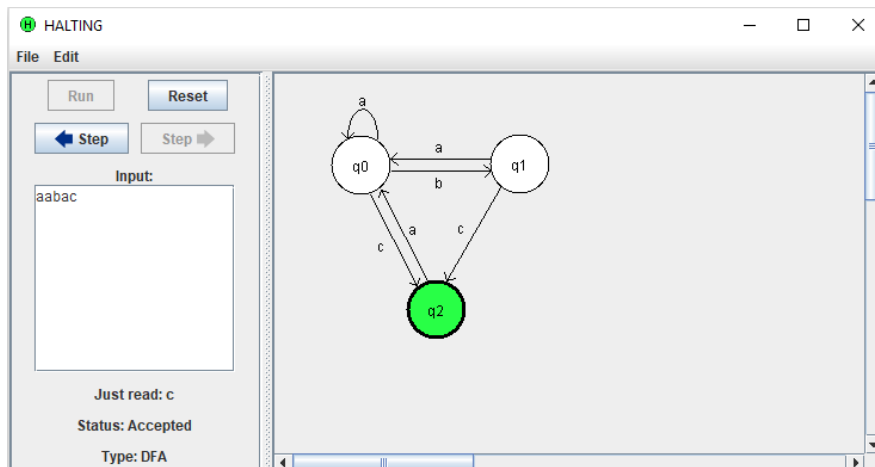 H HALTING
File Edit
Run Reset
Step Step
Input:
aabac
Just read: c
Status: Accepted
Type: DFA
a
q0
a
b
q1
c
a
c
q2